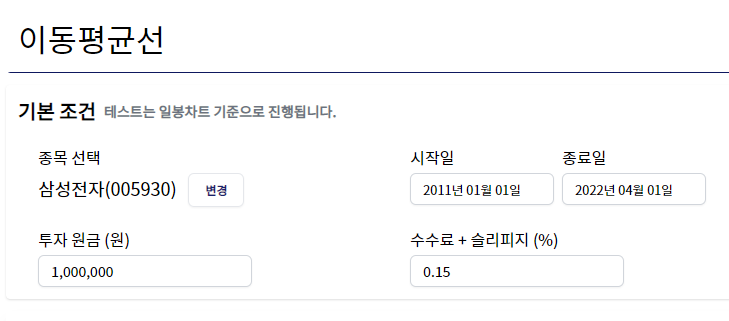 이동평균선
기본 조건 테스트는 일봉차트 기준으로 진행됩니다.
종목 선택
삼성전자(005930) 변경
시작일 종료일
2011년 01월 01일 2022년 04월 01일
투자 원금 (원) 수수료 + 슬리피지 (%)
1,000,000 0.15